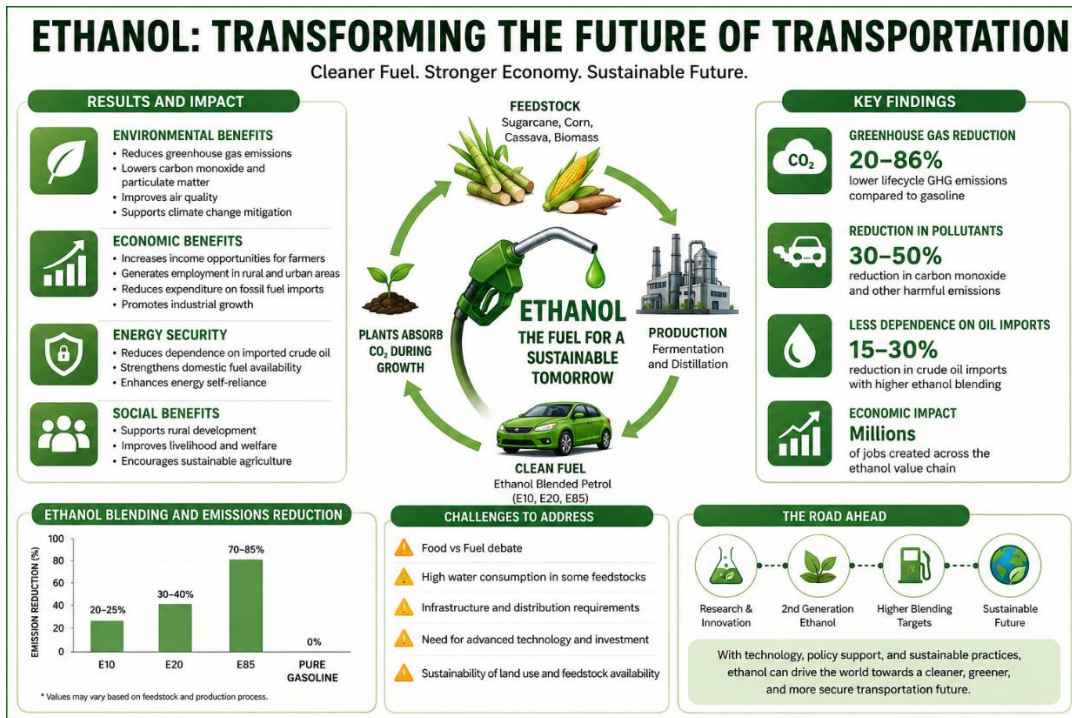 ETHANOL: TRANSFORMING THE FUTURE OF TRANSPORTATION
Cleaner Fuel. Stronger Economy. Sustainable Future.
RESULTS AND IMPACT
ENVIRONMENTAL BENEFITS
• Reduces greenhouse gas emissions
• Lowers carbon monoxide and
particulate matter
• Improves air quality
• Supports climate change mitigation
ECONOMIC BENEFITS
• Increases income opportunities for farmers
• Generates employment in rural and urban areas
• Reduces expenditure on fossil fuel imports
• Promotes industrial growth
ENERGY SECURITY
• Reduces dependence on imported crude oil
• Strengthens domestic fuel availability
• Enhances energy self-reliance
SOCIAL BENEFITS
• Supports rural development
• Improves livelihood and welfare
• Encourages sustainable agriculture
FEEDSTOCK
Sugarcane, Corn,
Cassava, Biomass
PRODUCTION
Fermentation
and Distillation
CLEAN FUEL
Ethanol Blended Petrol
(E10, E20, E85)
PLANTS ABSORB
CO₂ DURING
GROWTH
ETHANOL
THE FUEL FOR A
SUSTAINABLE
TOMORROW
KEY FINDINGS
CO₂
GREENHOUSE GAS REDUCTION
20–86%
lower lifecycle GHG emissions
compared to gasoline
REDUCTION IN POLLUTANTS
30–50%
reduction in carbon monoxide
and other harmful emissions
LESS DEPENDENCE ON OIL IMPORTS
15–30%
reduction in crude oil imports
with higher ethanol blending
ECONOMIC IMPACT
Millions
of jobs created across the
ethanol value chain
ETHANOL BLENDING AND EMISSIONS REDUCTION
EMISSION REDUCTION (%)
100
80
60
40
20
0
20–25%
30–40%
70–85%
0%
E10
E20
E85
PURE
GASOLINE
* Values may vary based on feedstock and production process.
CHALLENGES TO ADDRESS
Food vs Fuel debate
High water consumption in some feedstocks
Infrastructure and distribution requirements
Need for advanced technology and investment
Sustainability of land use and feedstock availability
THE ROAD AHEAD
Research &
Innovation
2nd Generation
Ethanol
Higher Blending
Targets
Sustainable
Future
With technology, policy support, and sustainable practices,
ethanol can drive the world towards a cleaner, greener,
and more secure transportation future.